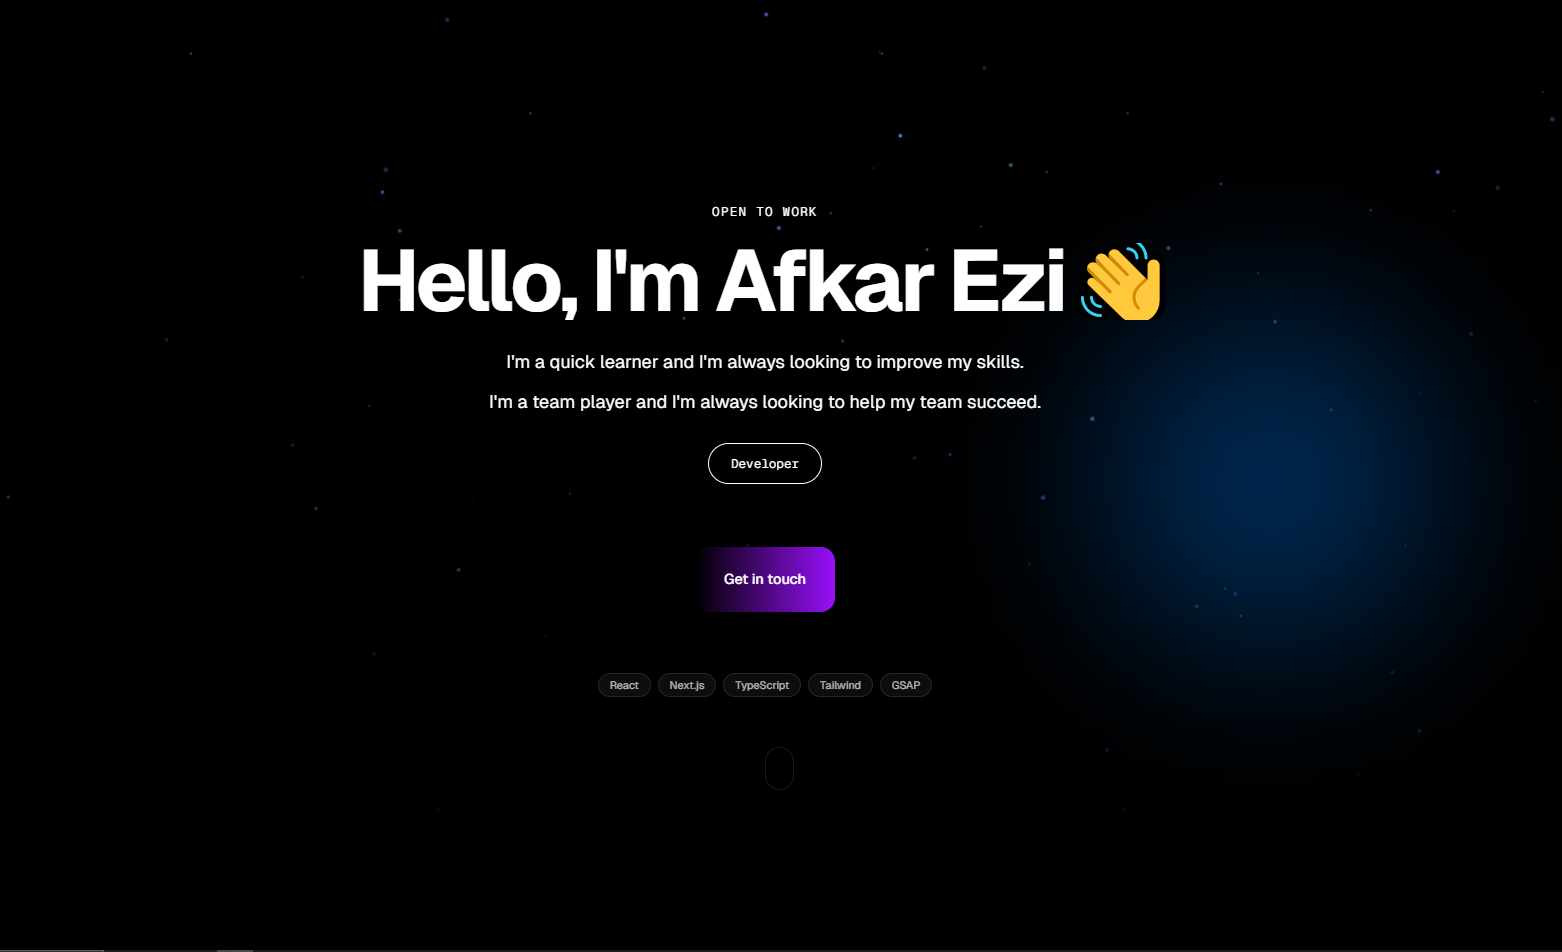 OPEN TO WORK
Hello, I'm Afkar Ezi 👋
I'm a quick learner and I'm always looking to improve my skills.
I'm a team player and I'm always looking to help my team succeed.
Developer
Get in touch
React Next.js TypeScript Tailwind GSAP